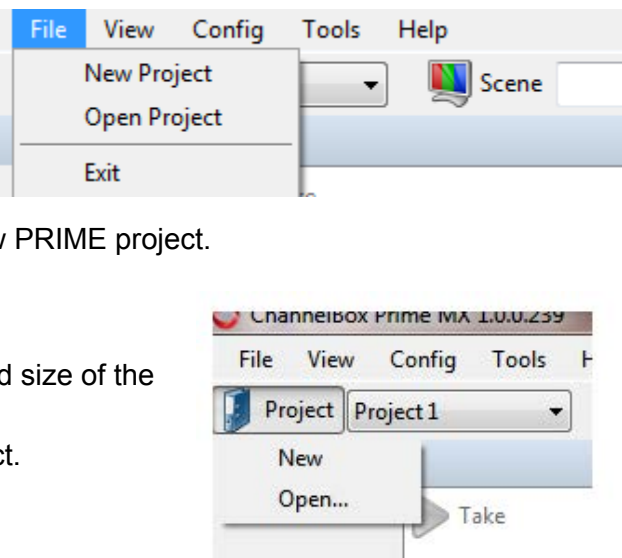 File View Config Tools Help
New Project
Scene
Open Project
Exit
PRIME project.
ChannelBox Prime MX 1.0.0.239
size of the
File View Config Tools
Project Project 1
New
Open...
Take